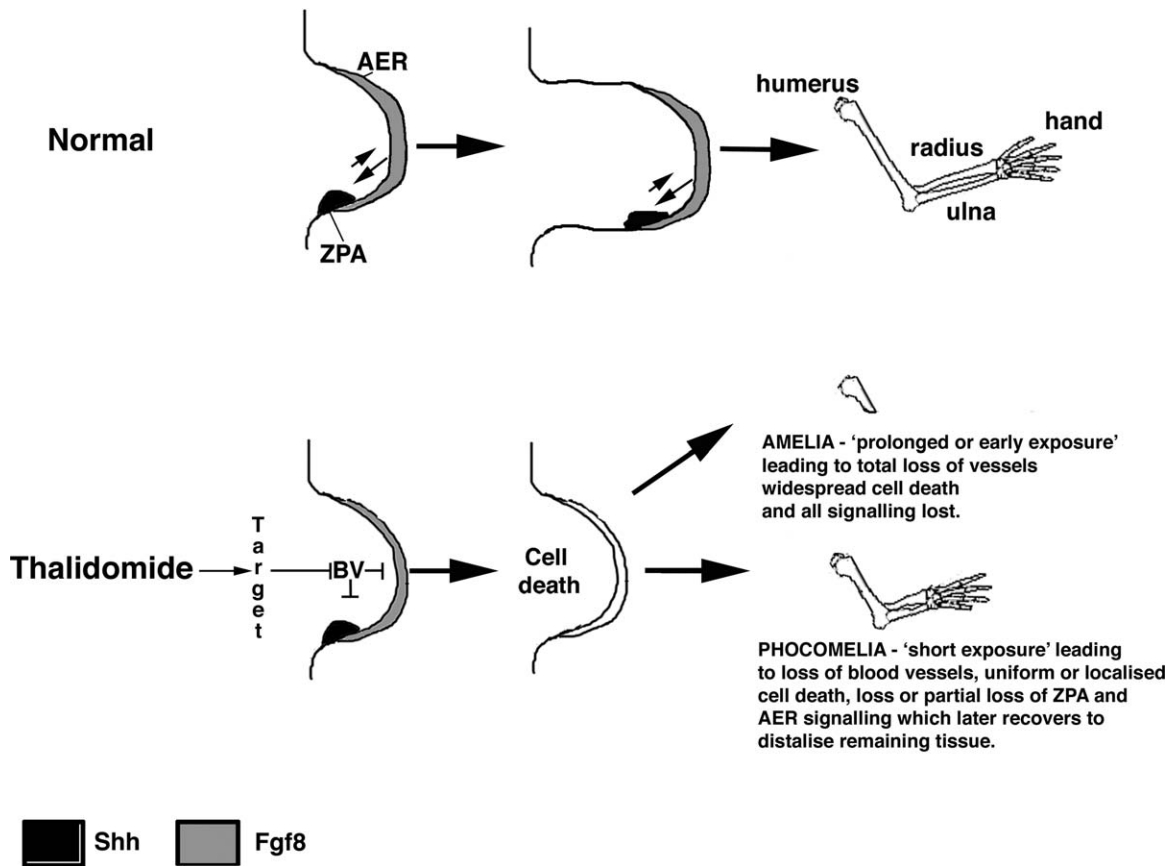 AER
Normal
ZPA
humerus
hand
radius
ulna
Thalidomide
Target
BV
Cell
death
AMELIA - ‘prolonged or early exposure’
leading to total loss of vessels
widespread cell death
and all signalling lost.
PHOCOMELIA - ‘short exposure’ leading
to loss of blood vessels, uniform or localised
cell death, loss or partial loss of ZPA and
AER signalling which later recovers to
distalise remaining tissue.
Shh
Fgf8